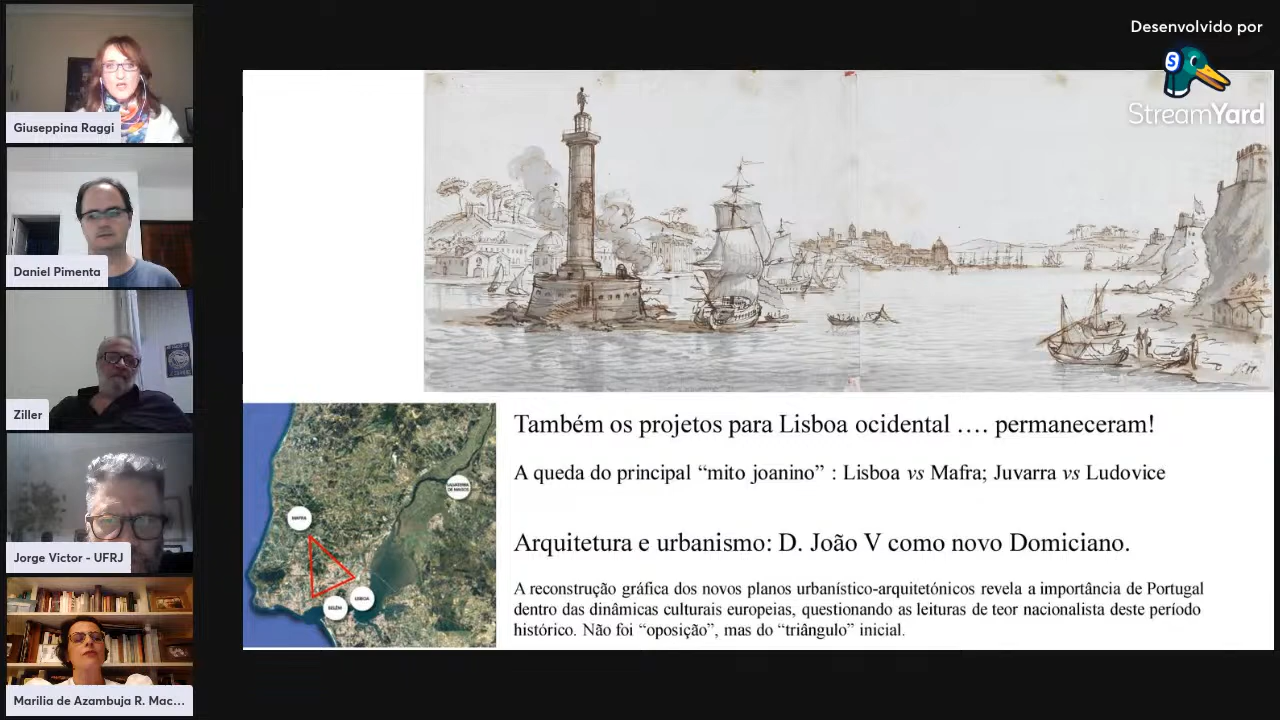 Desenvolvido por
StreamYard
Giuseppina Raggi
Daniel Pimenta
Ziller
Jorge Victor - UFRJ
Marilia de Azambuja R. Mac...
MAFRA
BELÉM
LISBOA
Também os projetos para Lisboa ocidental …. permaneceram!
A queda do principal “mito joanino” : Lisboa vs Mafra; Juvarra vs Ludovice
Arquitetura e urbanismo: D. João V como novo Domiciano.
A reconstrução gráfica dos novos planos urbanístico-arquitetónicos revela a importância de Portugal
dentro das dinâmicas culturais europeias, questionando as leituras de teor nacionalista deste período
histórico. Não foi “oposição”, mas do “triângulo” inicial.